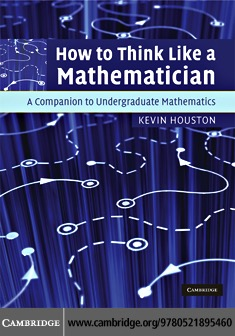 How to Think Like a
Mathematician
A Companion to Undergraduate Mathematics
KEVIN HOUSTON
CAMBRIDGE
CAMBRIDGE
www.cambridge.org/9780521895460